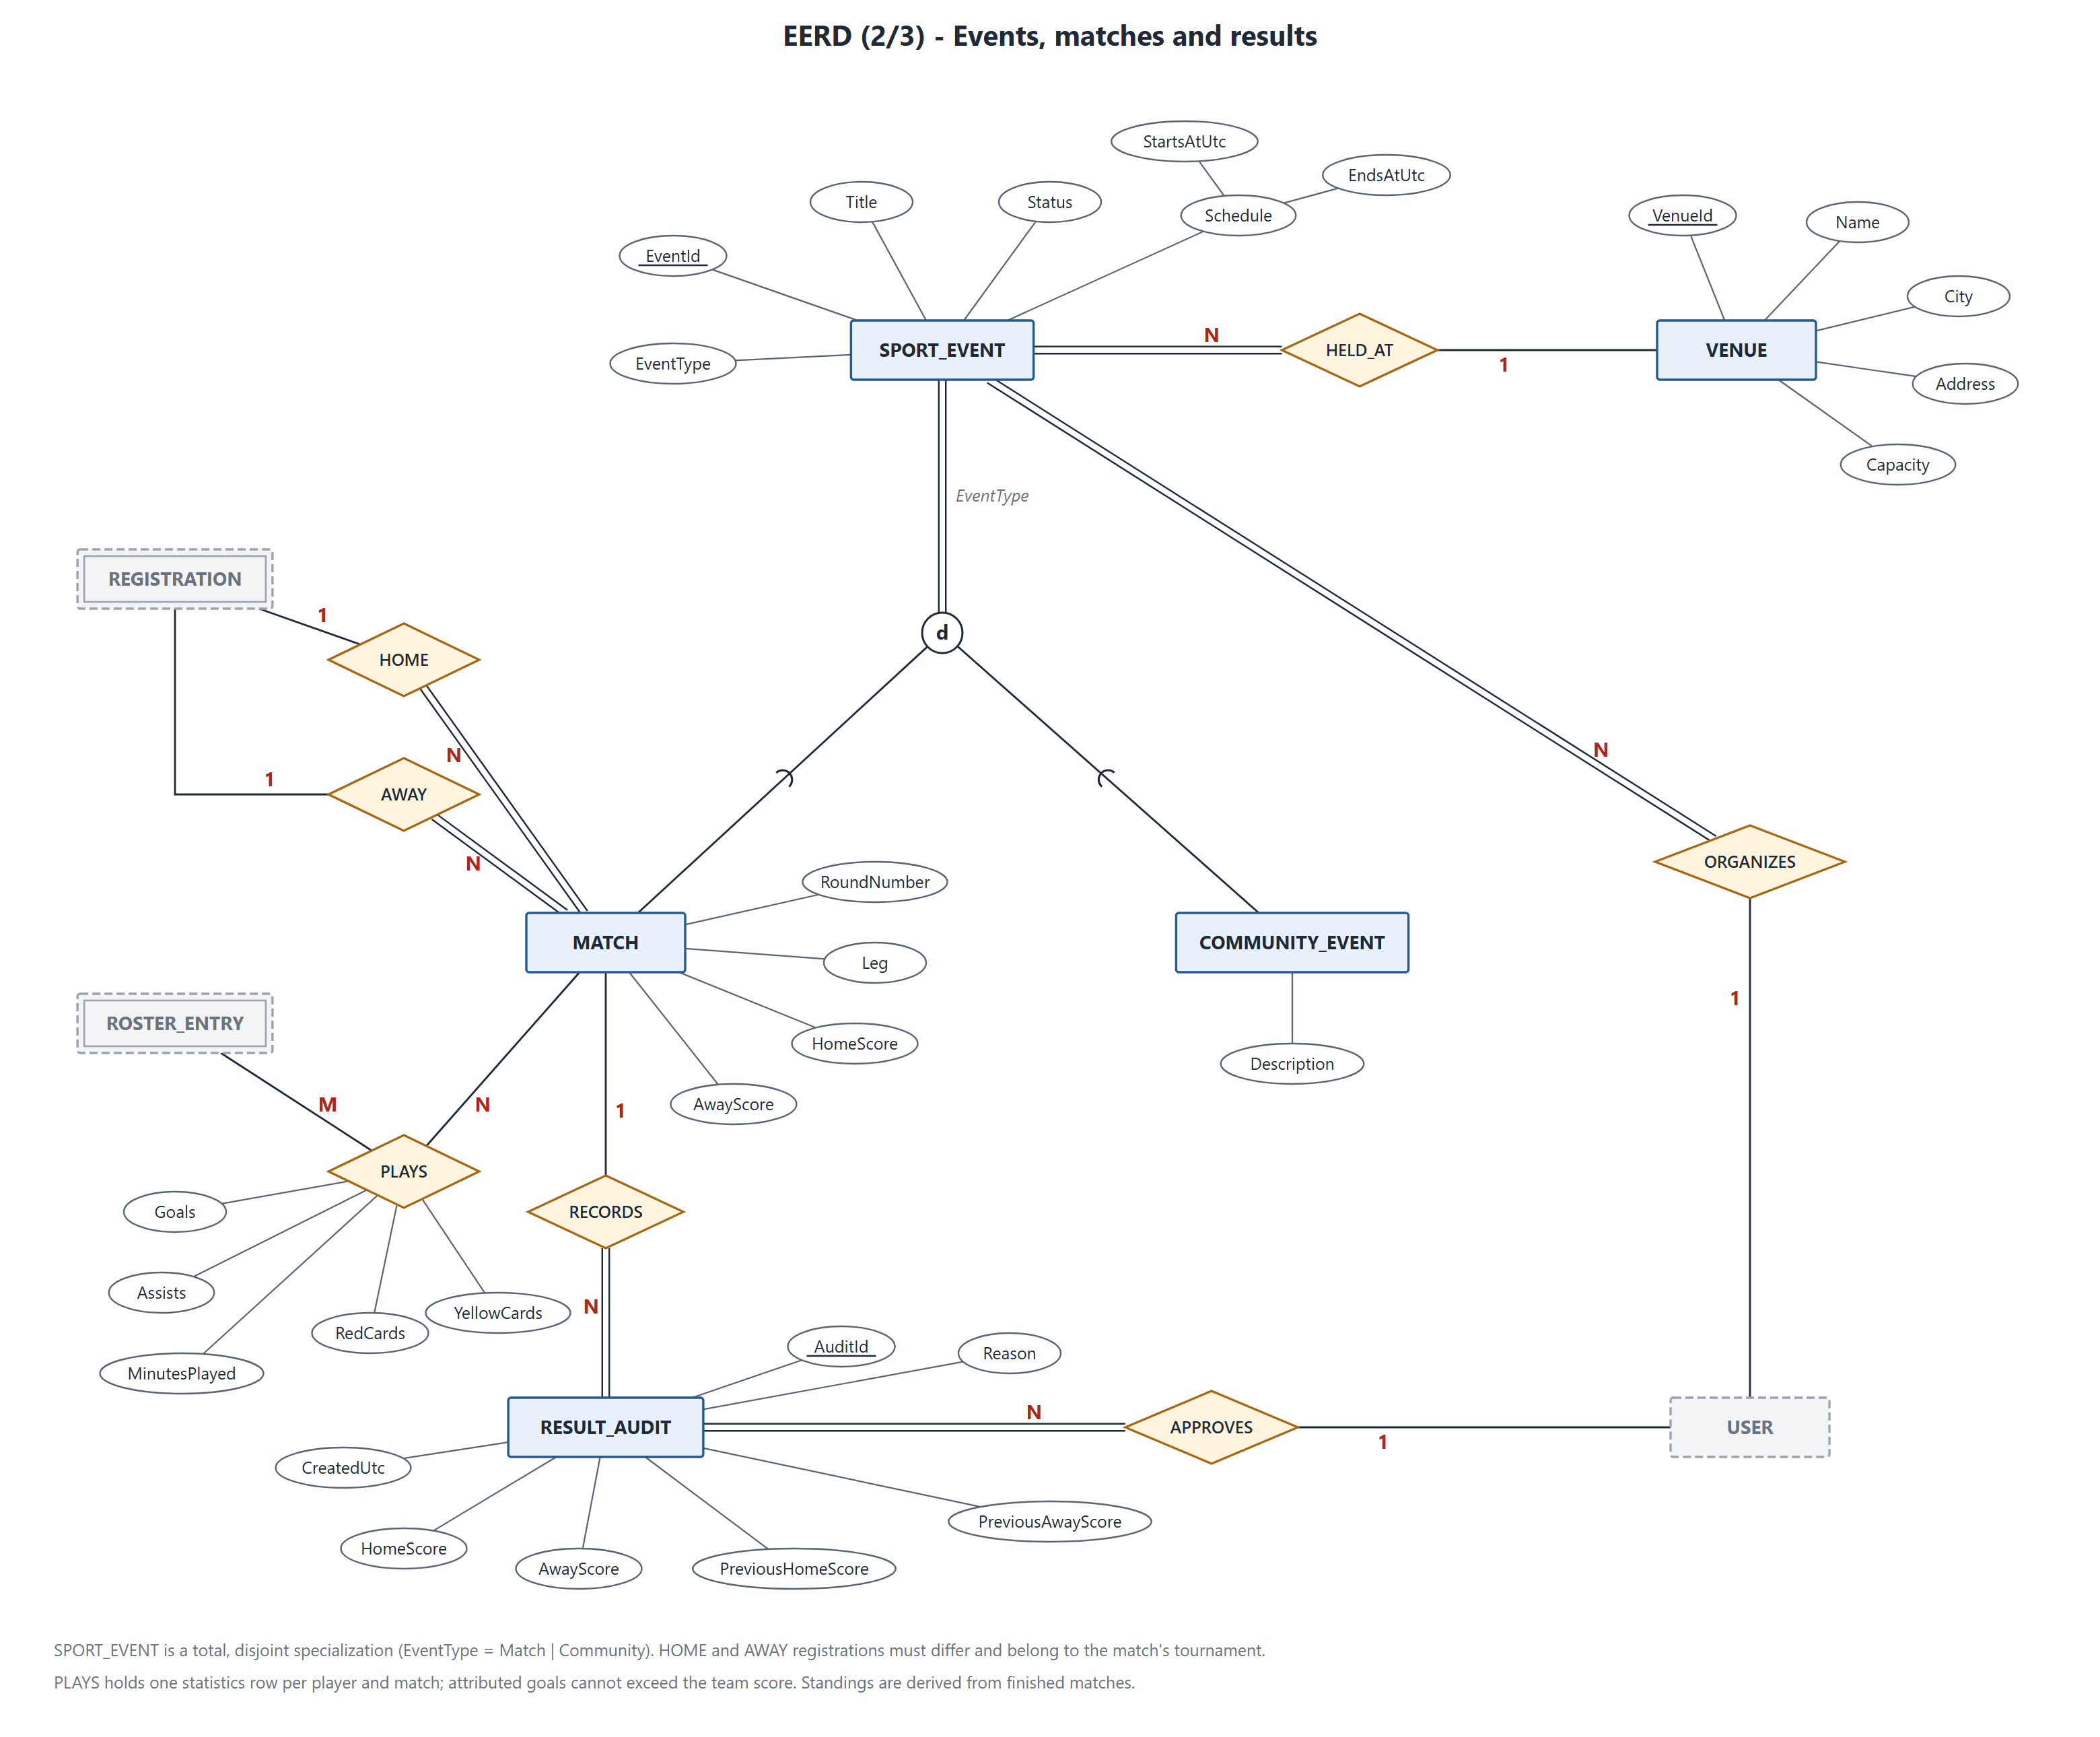 EERD (2/3) - Events, matches and results
StartsAtUtc
EndsAtUtc
Title
Status
Schedule
VenueId
Name
EventId
City
EventType
SPORT_EVENT
N
HELD_AT
1
VENUE
Address
Capacity
EventType
REGISTRATION
1
HOME
d
N
N
1
AWAY
N
ORGANIZES
RoundNumber
MATCH
COMMUNITY_EVENT
Leg
1
ROSTER_ENTRY
HomeScore
Description
M
N
1
AwayScore
PLAYS
Goals
RECORDS
Assists
N
YellowCards
RedCards
AuditId
Reason
MinutesPlayed
N
RESULT_AUDIT
APPROVES
1
USER
CreatedUtc
PreviousAwayScore
HomeScore
AwayScore
PreviousHomeScore
SPORT_EVENT is a total, disjoint specialization (EventType = Match | Community). HOME and AWAY registrations must differ and belong to the match's tournament.
PLAYS holds one statistics row per player and match; attributed goals cannot exceed the team score. Standings are derived from finished matches.